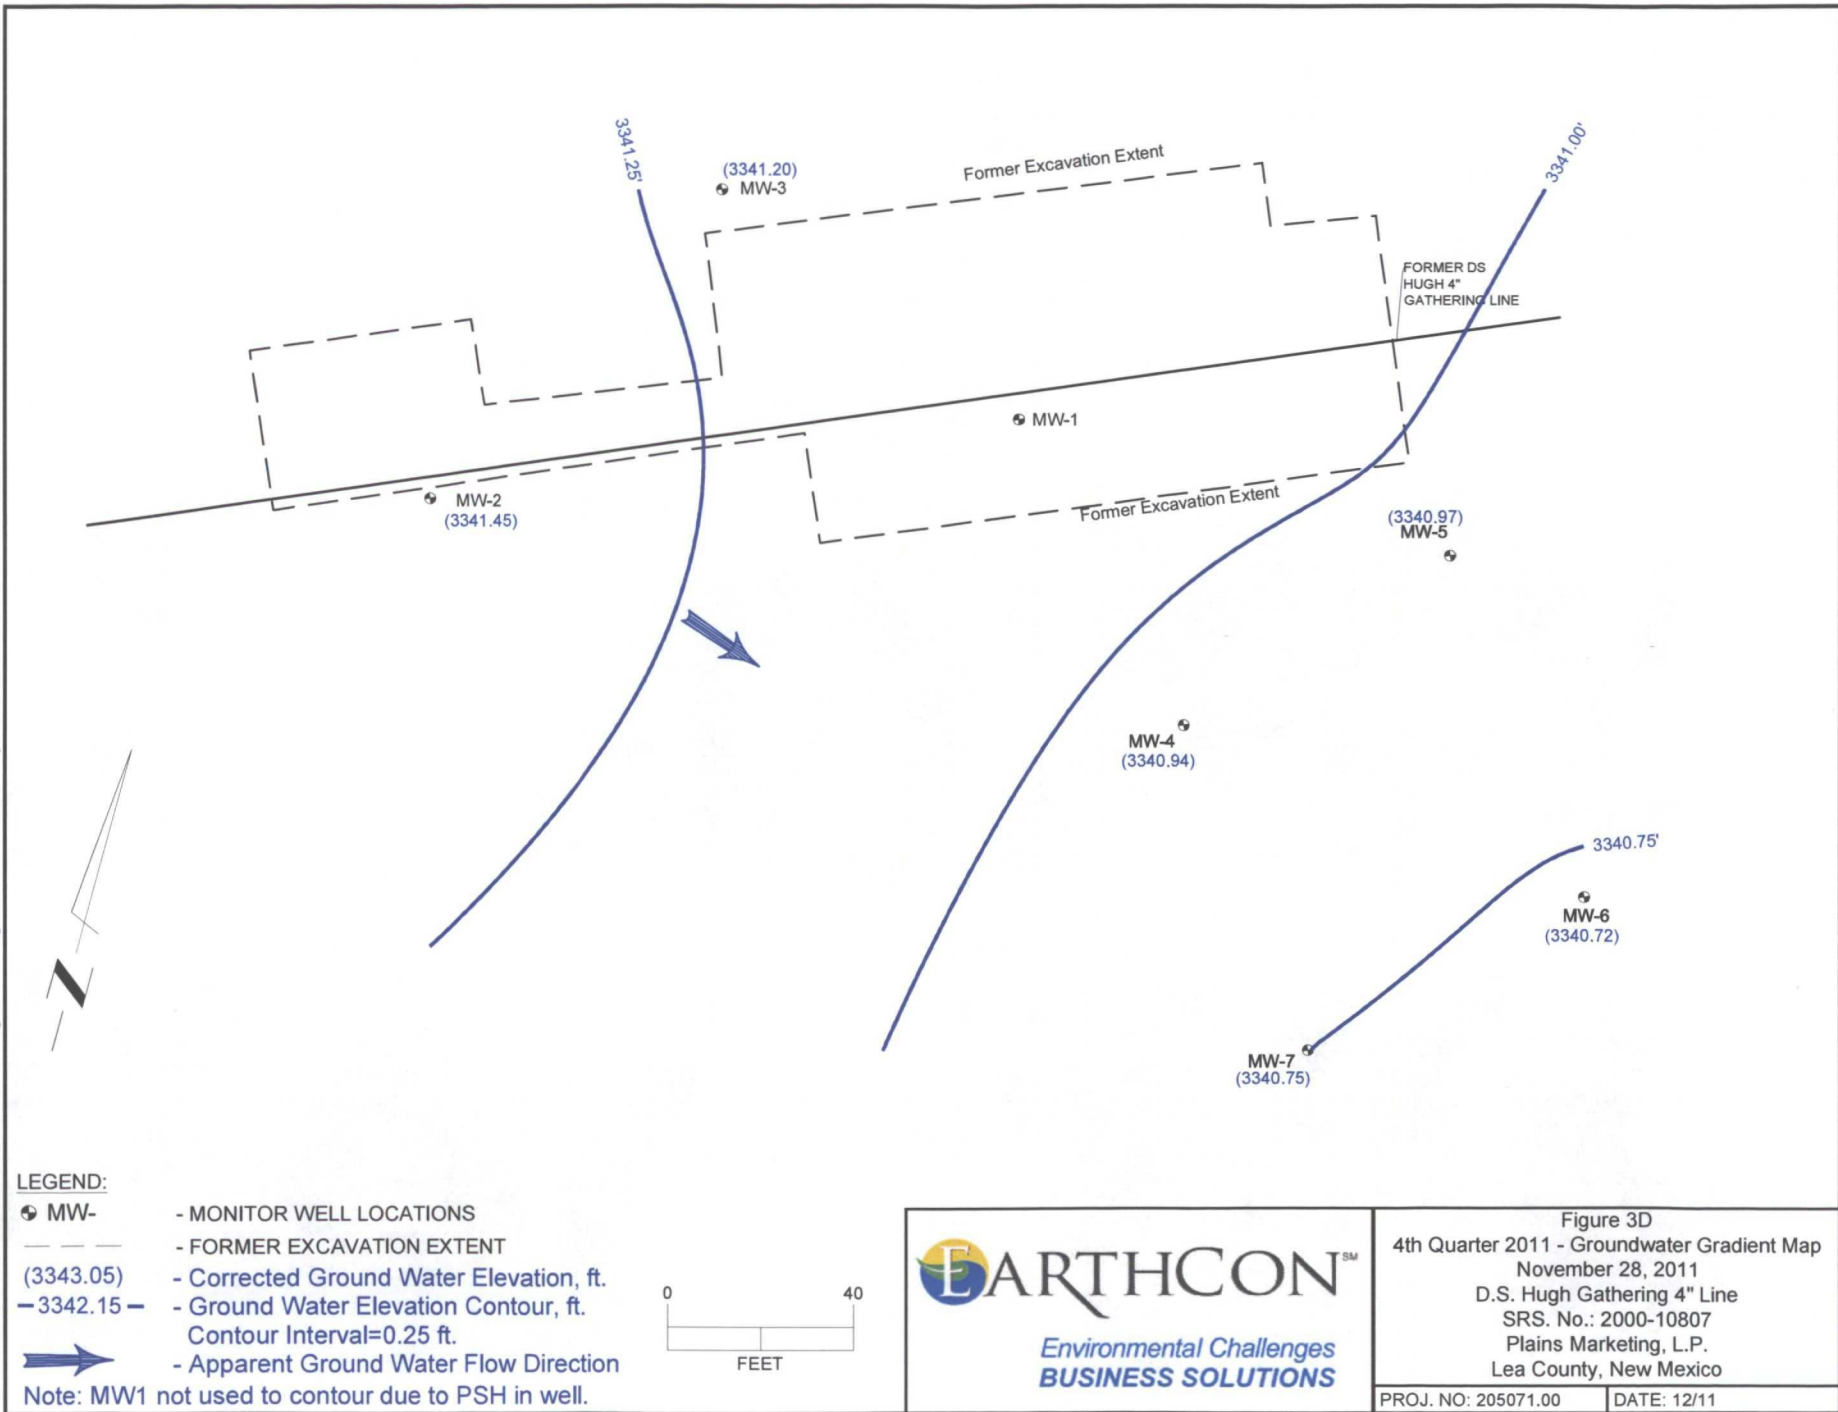 3341.25'
(3341.20)
MW-3
Former Excavation Extent
3341.00'
FORMER DS
HUGH 4"
GATHERING LINE
MW-1
MW-2
(3341.45)
Former Excavation Extent
(3340.97)
MW-5
MW-4
(3340.94)
3340.75'
MW-6
(3340.72)
MW-7
(3340.75)
N
LEGEND:
MW- - MONITOR WELL LOCATIONS
- FORMER EXCAVATION EXTENT
(3343.05) - Corrected Ground Water Elevation, ft.
3342.15 - Ground Water Elevation Contour, ft.
Contour Interval=0.25 ft.
- Apparent Ground Water Flow Direction
Note: MW1 not used to contour due to PSH in well.
0 40
FEET
EARTHCON℠
Environmental Challenges
BUSINESS SOLUTIONS
Figure 3D
4th Quarter 2011 - Groundwater Gradient Map
November 28, 2011
D.S. Hugh Gathering 4" Line
SRS. No.: 2000-10807
Plains Marketing, L.P.
Lea County, New Mexico
PROJ. NO: 205071.00 DATE: 12/11